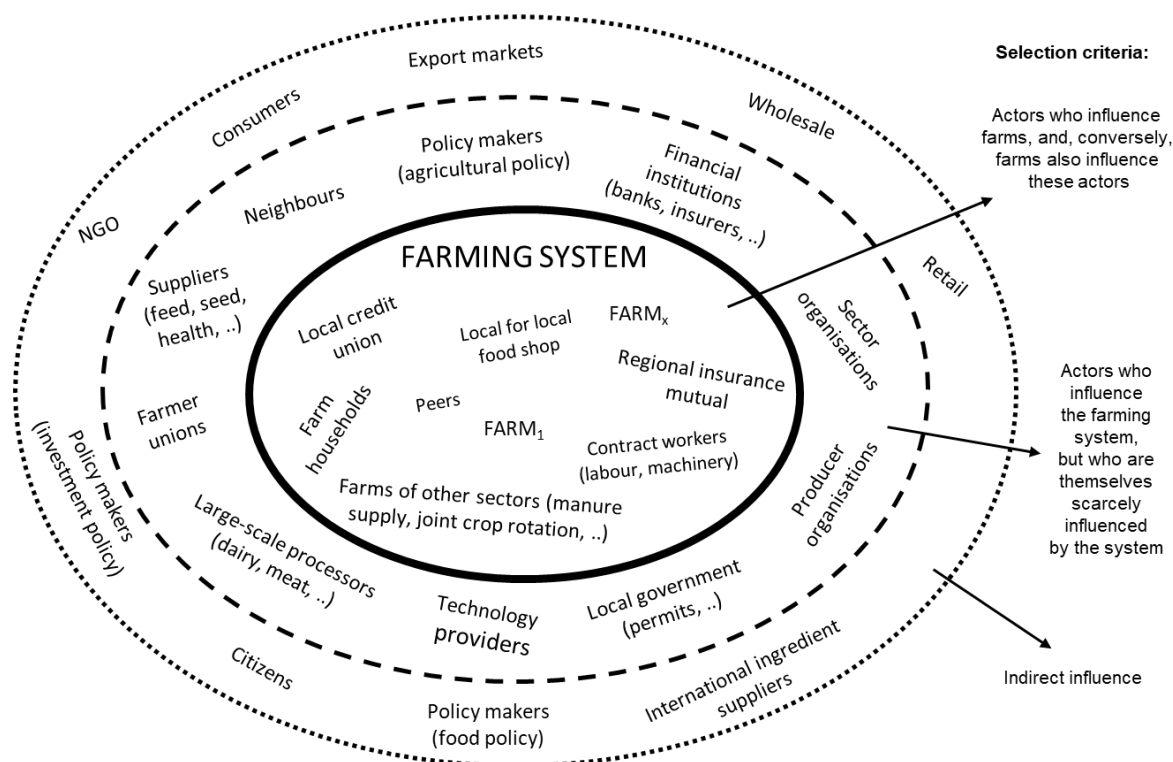 Export markets
Consumers
Wholesale
NGO
Retail
Policy makers
(investment policy)
Citizens
Policy makers
(food policy)
International ingredient
suppliers
Policy makers
(agricultural policy)
Neighbours
Financial
institutions
(banks, insurers, ..)
Suppliers
(feed, seed,
health, ..)
Sector
organisations
Farmer
unions
Producer
organisations
Large-scale processors
(dairy, meat, ..)
Technology
providers
Local government
(permits, ..)
FARMING SYSTEM
Local credit
union
Local for local
food shop
FARMx
Regional insurance
mutual
Farm
households
Peers
FARM1
Contract workers
(labour, machinery)
Farms of other sectors (manure
supply, joint crop rotation, ..)
Selection criteria:
Actors who influence
farms, and, conversely,
farms also influence
these actors
Actors who
influence
the farming
system,
but who are
themselves
scarcely
influenced
by the system
Indirect influence